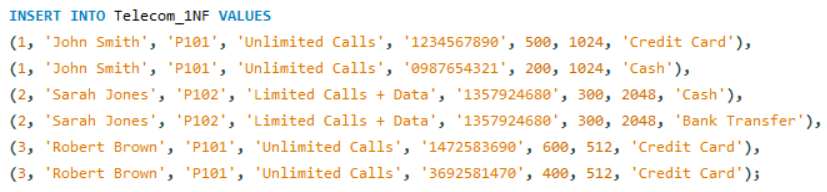 INSERT INTO Telecom_1NF VALUES
(1, 'John Smith', 'P101', 'Unlimited Calls', '1234567890', 500, 1024, 'Credit Card'),
(1, 'John Smith', 'P101', 'Unlimited Calls', '0987654321', 200, 1024, 'Cash'),
(2, 'Sarah Jones', 'P102', 'Limited Calls + Data', '1357924680', 300, 2048, 'Cash'),
(2, 'Sarah Jones', 'P102', 'Limited Calls + Data', '1357924680', 300, 2048, 'Bank Transfer'),
(3, 'Robert Brown', 'P101', 'Unlimited Calls', '1472583690', 600, 512, 'Credit Card'),
(3, 'Robert Brown', 'P101', 'Unlimited Calls', '3692581470', 400, 512, 'Credit Card');